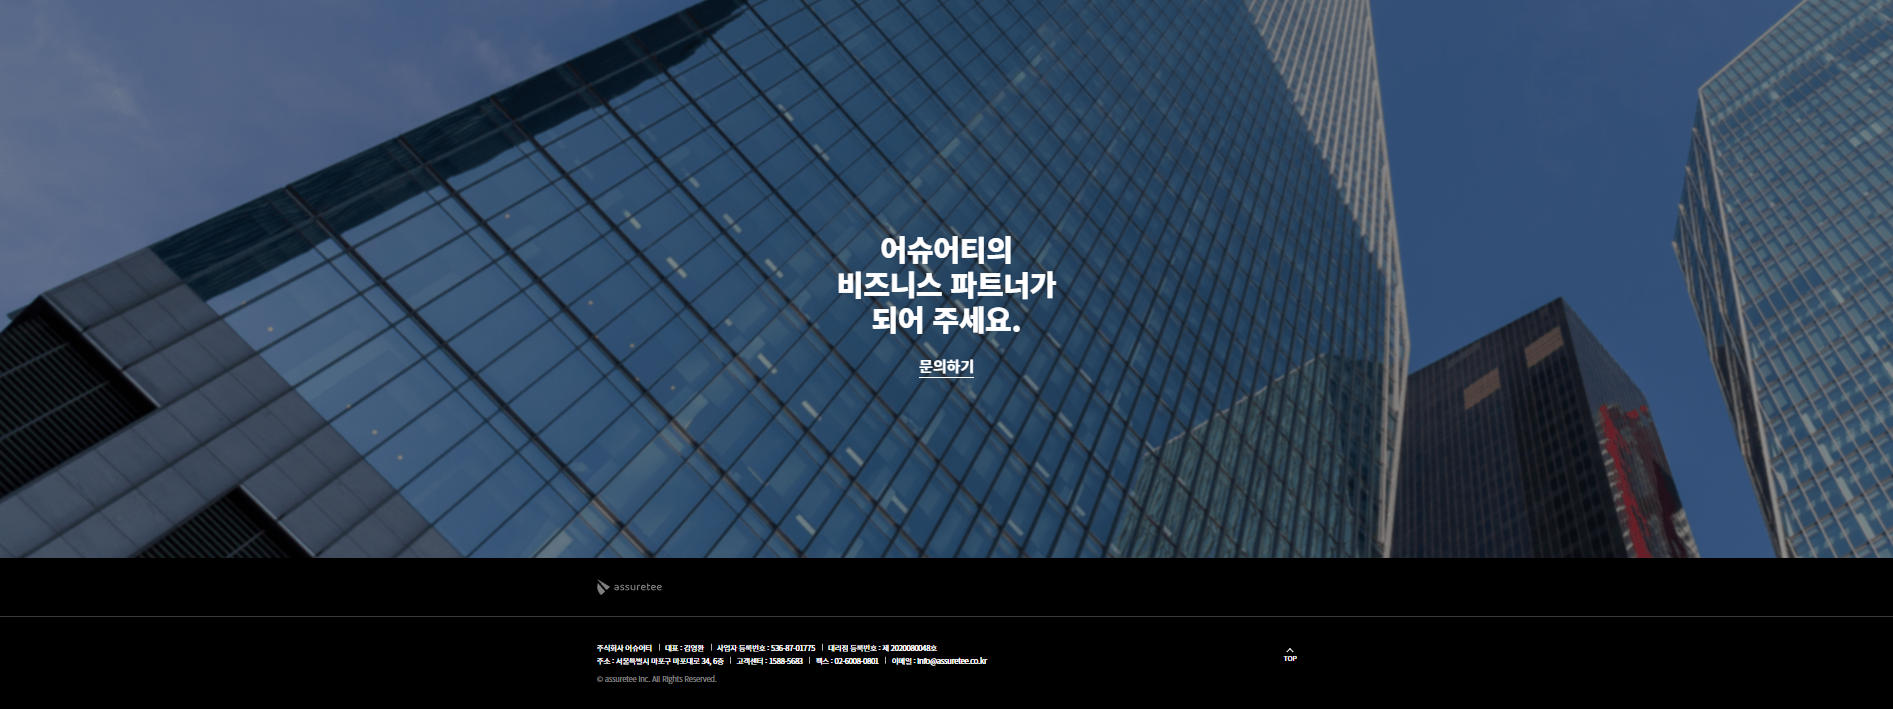 어슈어티의
비즈니스 파트너가
되어 주세요.
문의하기
assuretee
주식회사 어슈어티 | 대표 : 김영환 | 사업자 등록번호 : 536-87-01775 | 대리점 등록번호 : 제 2020080048호
주소 : 서울특별시 마포구 마포대로 34, 6층 | 고객센터 : 1588-5683 | 팩스 : 02-6008-0801 | 이메일 : info@assuretee.co.kr
TOP
© assuretee Inc. All Rights Reserved.